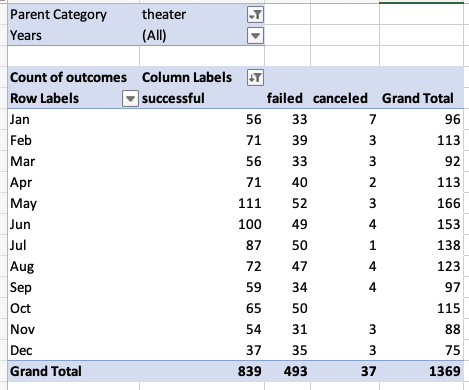 Parent Category theater
Years (All)
Count of outcomes Column Labels
Row Labels successful failed canceled Grand Total
Jan 56 33 7 96
Feb 71 39 3 113
Mar 56 33 3 92
Apr 71 40 2 113
May 111 52 3 166
Jun 100 49 4 153
Jul 87 50 1 138
Aug 72 47 4 123
Sep 59 34 4 97
Oct 65 50 115
Nov 54 31 3 88
Dec 37 35 3 75
Grand Total 839 493 37 1369